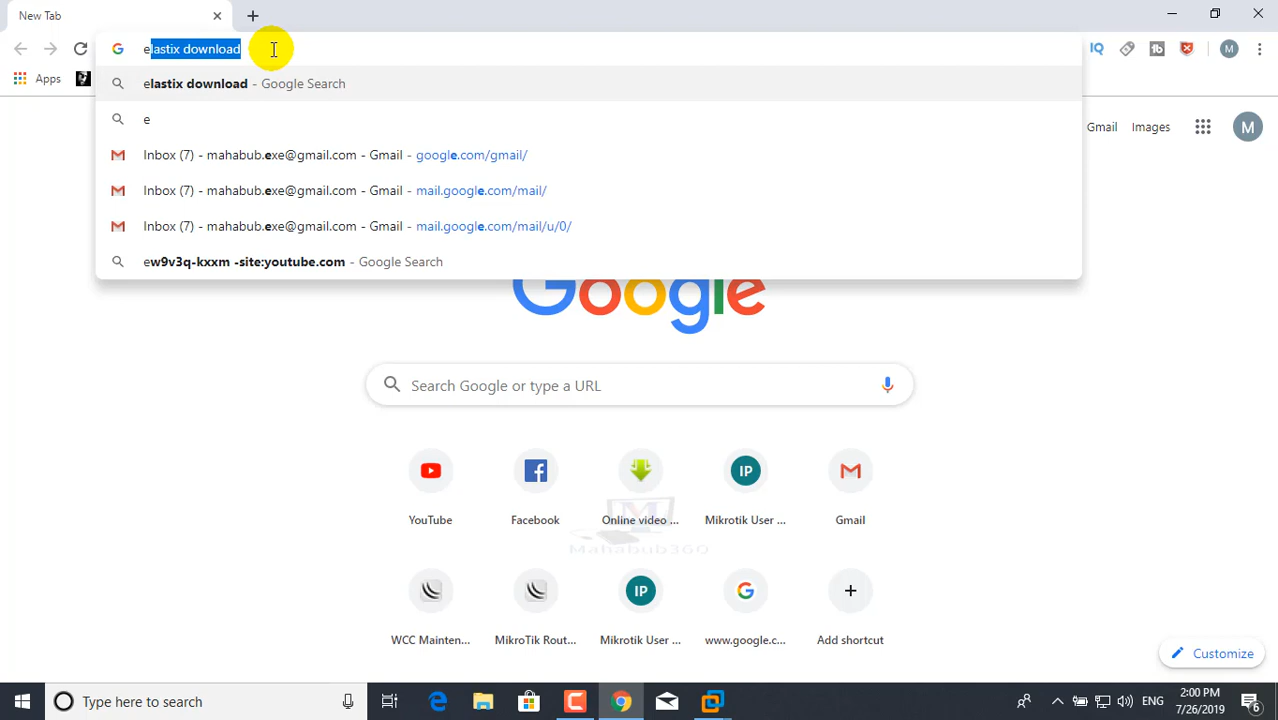 New Tab
elastix download
elastix download - Google Search
e
Inbox (7) - mahabub.exe@gmail.com - Gmail - google.com/gmail/
Inbox (7) - mahabub.exe@gmail.com - Gmail - mail.google.com/mail/
Inbox (7) - mahabub.exe@gmail.com - Gmail - mail.google.com/mail/u/0/
ew9v3q-kxxm -site:youtube.com - Google Search
Apps
Gmail
Images
M
Google
Search Google or type a URL
YouTube
Facebook
Online video ...
Mikrotik User ...
Gmail
Mahabub360
WCC Mainten...
MikroTik Rout...
Mikrotik User ...
www.google.c...
Add shortcut
Customize
Type here to search
ENG
2:00 PM
7/26/2019
6